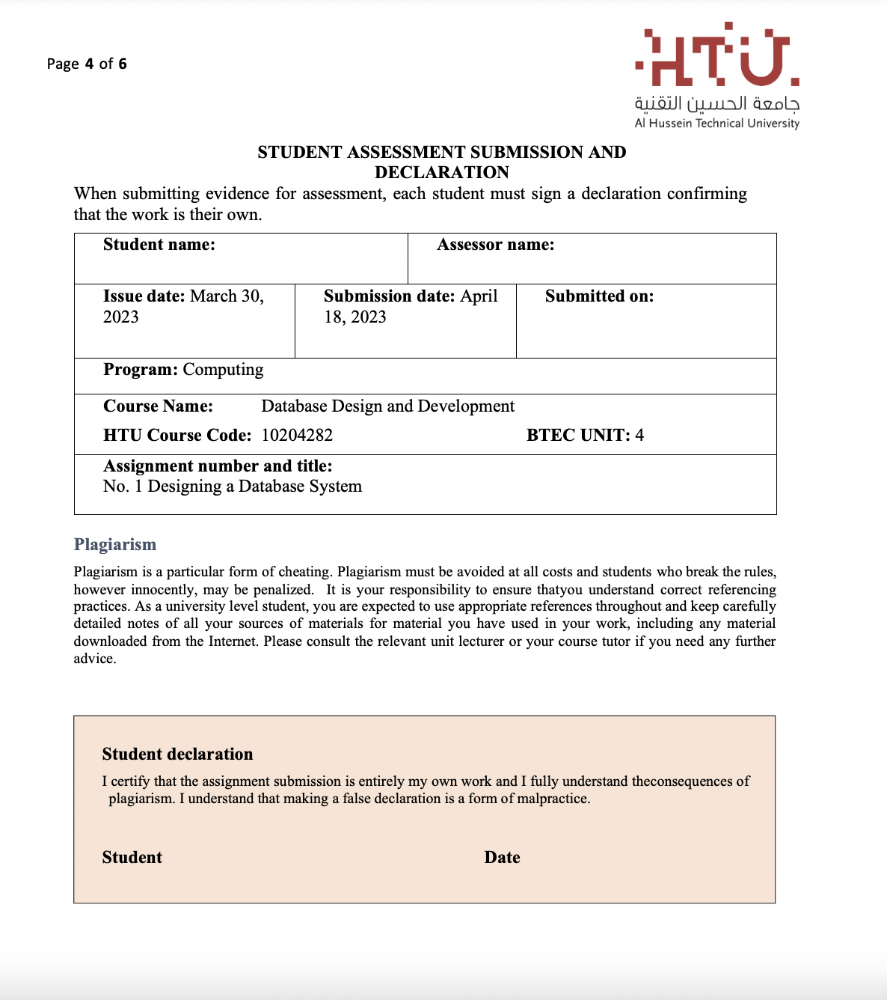 Page 4 of 6
HTU
جامعة الحسين التقنية
Al Hussein Technical University
STUDENT ASSESSMENT SUBMISSION AND
DECLARATION
When submitting evidence for assessment, each student must sign a declaration confirming
that the work is their own.
Student name:
Assessor name:
Issue date: March 30,
2023
Submission date: April
18, 2023
Submitted on:
Program: Computing
Course Name: Database Design and Development
HTU Course Code: 10204282 BTEC UNIT: 4
Assignment number and title:
No. 1 Designing a Database System
Plagiarism
Plagiarism is a particular form of cheating. Plagiarism must be avoided at all costs and students who break the rules,
however innocently, may be penalized. It is your responsibility to ensure thatyou understand correct referencing
practices. As a university level student, you are expected to use appropriate references throughout and keep carefully
detailed notes of all your sources of materials for material you have used in your work, including any material
downloaded from the Internet. Please consult the relevant unit lecturer or your course tutor if you need any further
advice.
Student declaration
I certify that the assignment submission is entirely my own work and I fully understand theconsequences of
plagiarism. I understand that making a false declaration is a form of malpractice.
Student Date